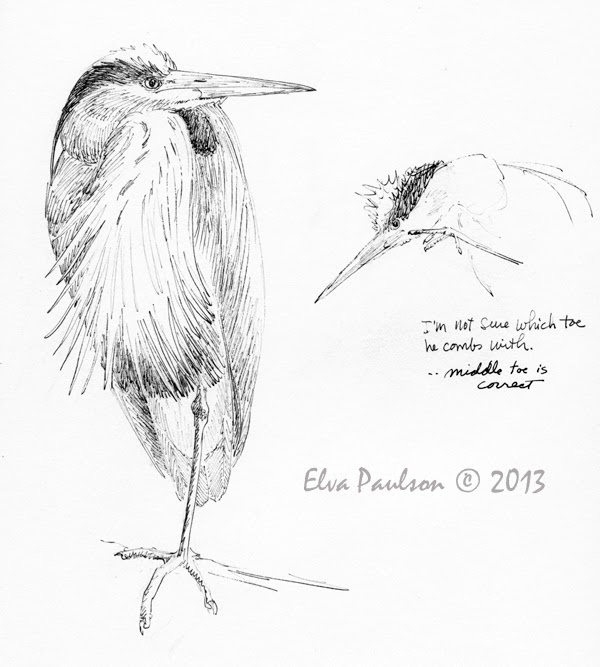 I'm not sure which toe
he combs with.
.. middle toe is
correct
Elva Paulson © 2013